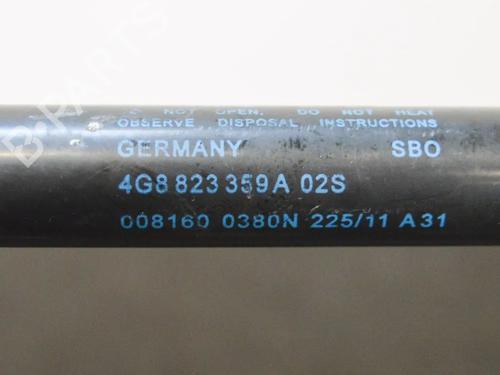 NOT OPEN. DO NOT HEAT
OBSERVE DISPOSAL INSTRUCTIONS
GERMANY SBO
4G8 823 359A 02S
008160 0380N 225/11 A31
B-PARTS